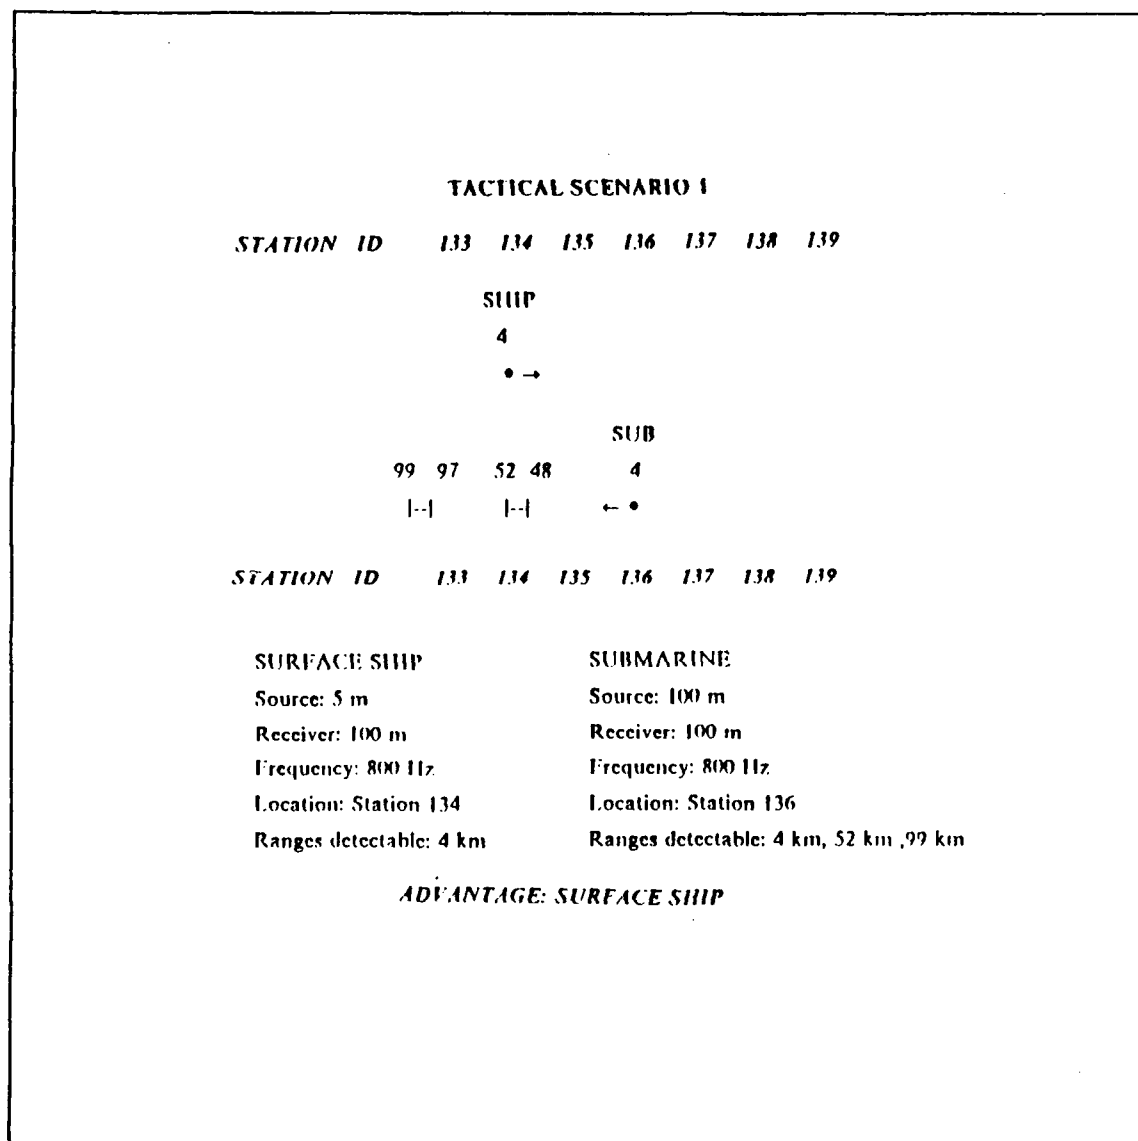 TACTICAL SCENARIO 1
STATION ID 133 134 135 136 137 138 139
SHIP
4
• →
SUB
99 97 52 48 4
|--| |--| ← •
STATION ID 133 134 135 136 137 138 139
SURFACE SHIP SUBMARINE
Source: 5 m Source: 100 m
Receiver: 100 m Receiver: 100 m
Frequency: 800 Hz Frequency: 800 Hz
Location: Station 134 Location: Station 136
Ranges detectable: 4 km Ranges detectable: 4 km, 52 km ,99 km
ADVANTAGE: SURFACE SHIP